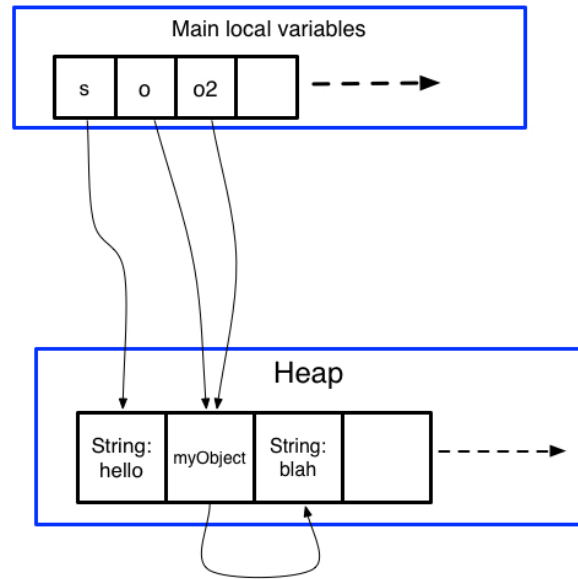 Main local variables
s o o2
Heap
String: hello
myObject
String: blah